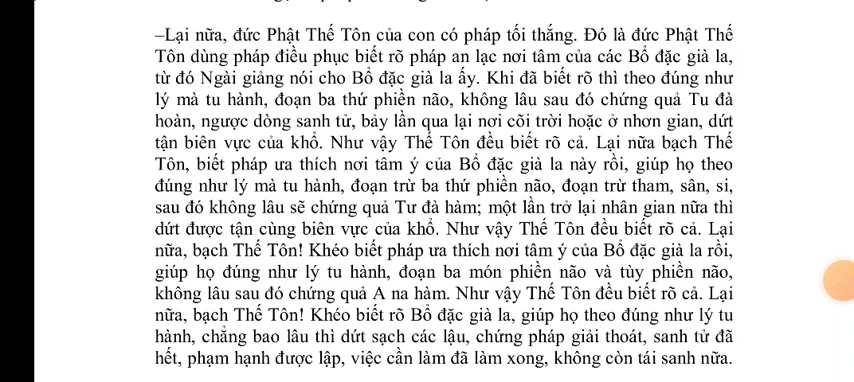 –Lại nữa, đức Phật Thế Tôn của con có pháp tối thắng. Đó là đức Phật Thế
Tôn dùng pháp điều phục biết rõ pháp an lạc nơi tâm của các Bổ đặc già la,
từ đó Ngài giảng nói cho Bổ đặc già la ấy. Khi đã biết rõ thì theo đúng như
lý mà tu hành, đoạn ba thứ phiền não, không lâu sau đó chứng quả Tu đà
hoàn, ngược dòng sanh tử, bảy lần qua lại nơi cõi trời hoặc ở nhơn gian, dứt
tận biên vực của khổ. Như vậy Thế Tôn đều biết rõ cả. Lại nữa bạch Thế
Tôn, biết pháp ưa thích nơi tâm ý của Bổ đặc già la này rồi, giúp họ theo
đúng như lý mà tu hành, đoạn trừ ba thứ phiền não, đoạn trừ tham, sân, si,
sau đó không lâu sẽ chứng quả Tư đà hàm; một lần trở lại nhân gian nữa thì
dứt được tận cùng biên vực của khổ. Như vậy Thế Tôn đều biết rõ cả. Lại
nữa, bạch Thế Tôn! Khéo biết pháp ưa thích nơi tâm ý của Bổ đặc già la rồi,
giúp họ đúng như lý tu hành, đoạn ba món phiền não và tùy phiền não,
không lâu sau đó chứng quả A na hàm. Như vậy Thế Tôn đều biết rõ cả. Lại
nữa, bạch Thế Tôn! Khéo biết rõ Bổ đặc già la, giúp họ theo đúng như lý tu
hành, chẳng bao lâu thì dứt sạch các lậu, chứng pháp giải thoát, sanh tử đã
hết, phạm hạnh được lập, việc cần làm đã làm xong, không còn tái sanh nữa.